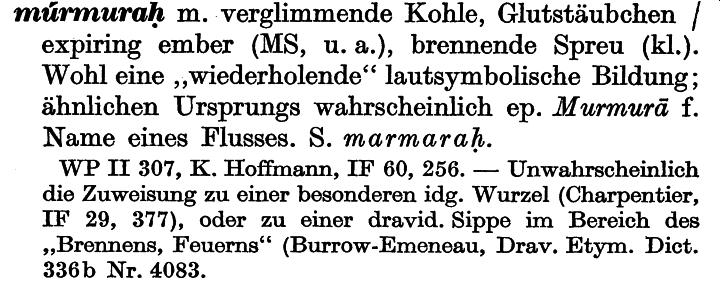 múrmuraḥ m. verglimmende Kohle, Glutstäubchen /
expiring ember (MS, u. a.), brennende Spreu (kl.).
Wohl eine „wiederholende“ lautsymbolische Bildung;
ähnlichen Ursprungs wahrscheinlich ep. Murmurā f.
Name eines Flusses. S. marmaraḥ.
WP II 307, K. Hoffmann, IF 60, 256. — Unwahrscheinlich
die Zuweisung zu einer besonderen idg. Wurzel (Charpentier,
IF 29, 377), oder zu einer dravid. Sippe im Bereich des
„Brennens, Feuerns“ (Burrow-Emeneau, Drav. Etym. Dict.
336b Nr. 4083.